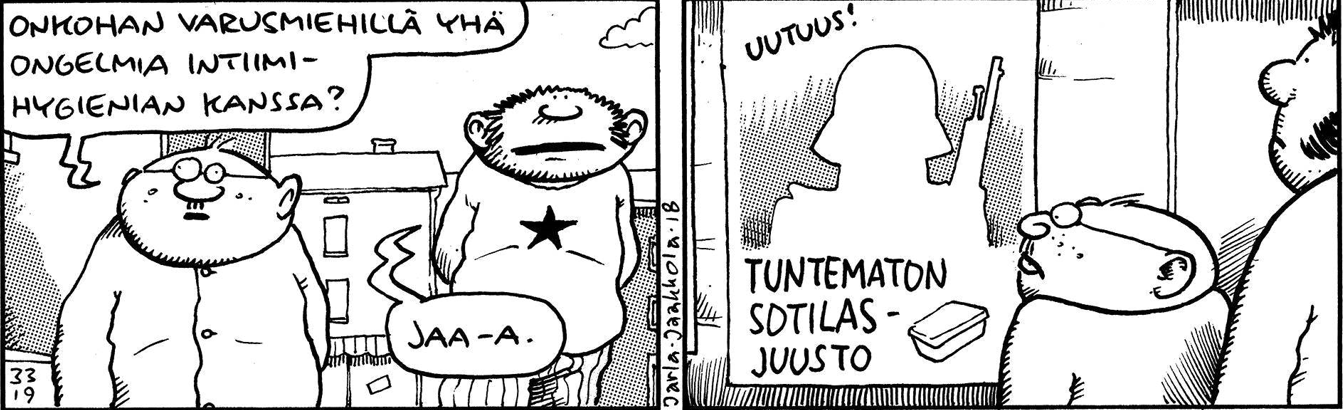 ONKOHAN VARUSMIEHILLÄ YHÄ
ONGELMIA INTIIMI-
HYGIENIAN KANSSA?
JAA-A.
33
19
Jarla-Jaakkola-18
UUTUUS!
TUNTEMATON
SOTILAS-
JUUSTO